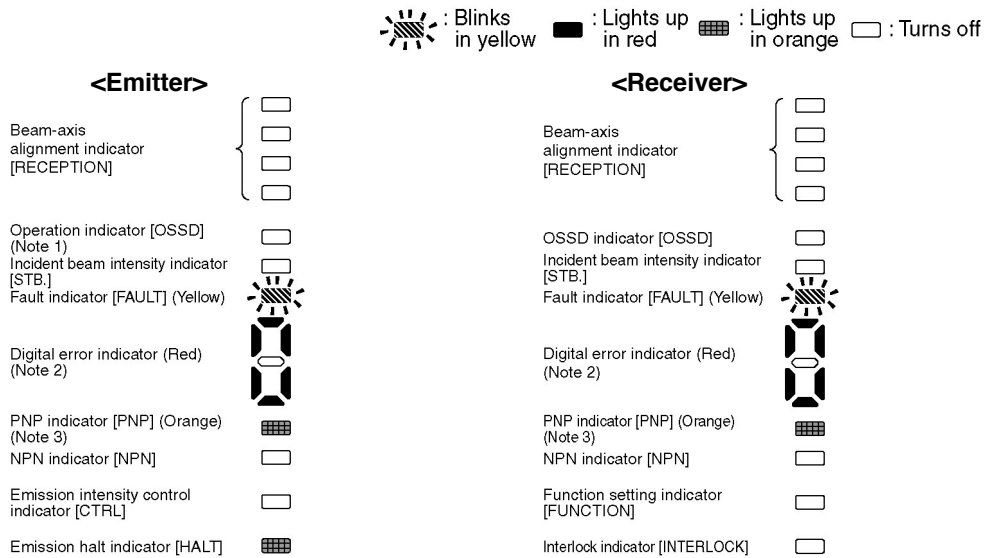 : Blinks
in yellow
: Lights up
in red
: Lights up
in orange
: Turns off
<Emitter>
Beam-axis
alignment indicator
[RECEPTION]
Operation indicator [OSSD]
(Note 1)
Incident beam intensity indicator
[STB.]
Fault indicator [FAULT] (Yellow)
Digital error indicator (Red)
(Note 2)
PNP indicator [PNP] (Orange)
(Note 3)
NPN indicator [NPN]
Emission intensity control
indicator [CTRL]
Emission halt indicator [HALT]
<Receiver>
Beam-axis
alignment indicator
[RECEPTION]
OSSD indicator [OSSD]
Incident beam intensity indicator
[STB.]
Fault indicator [FAULT] (Yellow)
Digital error indicator (Red)
(Note 2)
PNP indicator [PNP] (Orange)
(Note 3)
NPN indicator [NPN]
Function setting indicator
[FUNCTION]
Interlock indicator [INTERLOCK]